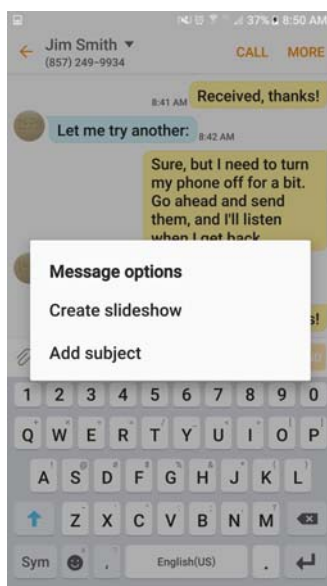 37% 8:50 AM
Jim Smith
CALL MORE
(857) 249-9934
8:41 AM Received, thanks!
Let me try another: 8:42 AM
Sure, but I need to turn
my phone off for a bit.
Go ahead and send
them, and I'll listen
when I get back
Message options
Create slideshow
Add subject
1 2 3 4 5 6 7 8 9 0
Q W E R T Y U I O P
A S D F G H J K L
Z X C V B N M
Sym , English(US) .